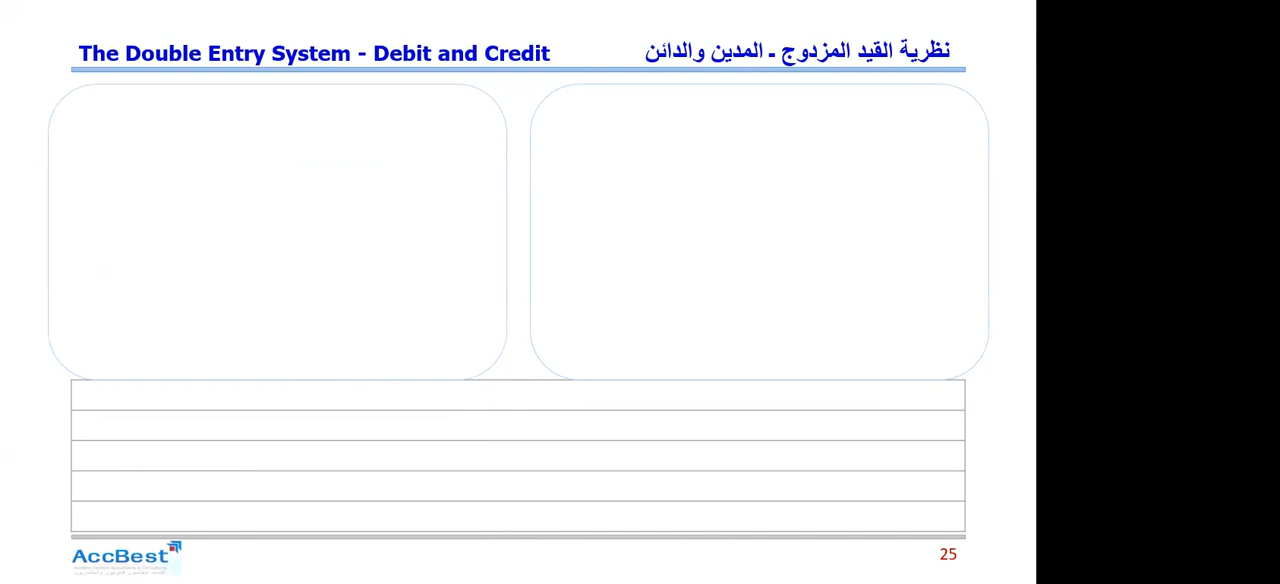 The Double Entry System - Debit and Credit
نظرية القيد المزدوج - المدين والدائن
AccBest
25